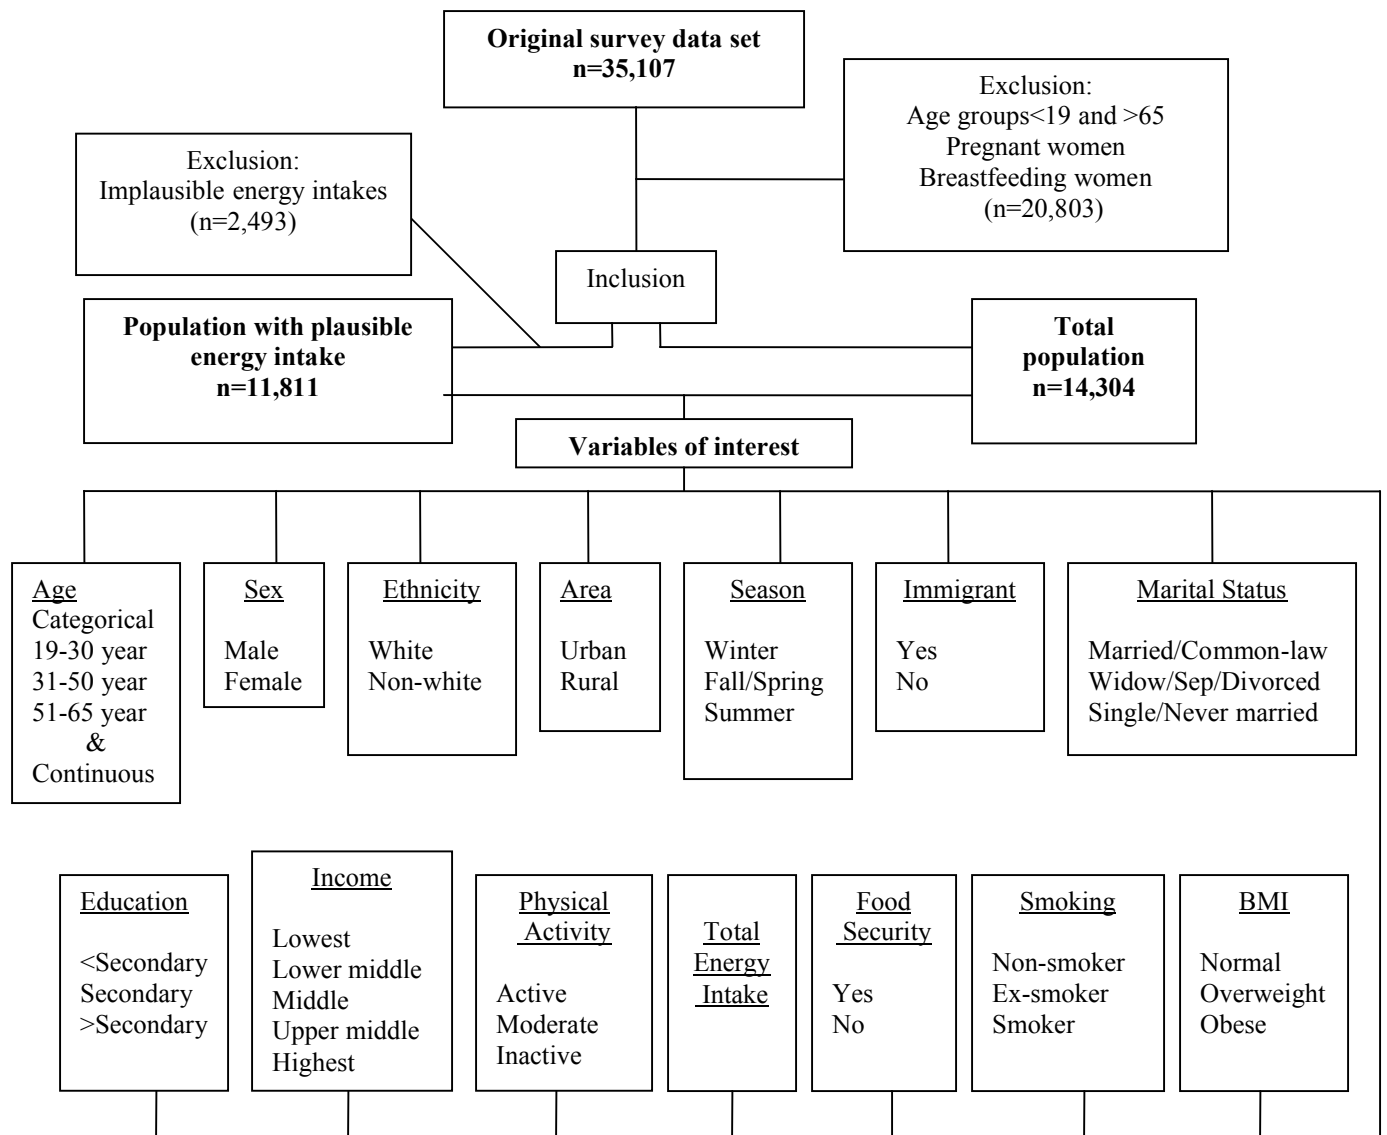 Original survey data set
n=35,107
Exclusion:
Age groups<19 and >65
Pregnant women
Breastfeeding women
(n=20,803)
Exclusion:
Implausible energy intakes
(n=2,493)
Inclusion
Population with plausible
energy intake
n=11,811
Total
population
n=14,304
Variables of interest
Age
Categorical
19-30 year
31-50 year
51-65 year
&
Continuous
Sex
Male
Female
Ethnicity
White
Non-white
Area
Urban
Rural
Season
Winter
Fall/Spring
Summer
Immigrant
Yes
No
Marital Status
Married/Common-law
Widow/Sep/Divorced
Single/Never married
Education
<Secondary
Secondary
>Secondary
Income
Lowest
Lower middle
Middle
Upper middle
Highest
Physical
Activity
Active
Moderate
Inactive
Total
Energy
Intake
Food
Security
Yes
No
Smoking
Non-smoker
Ex-smoker
Smoker
BMI
Normal
Overweight
Obese